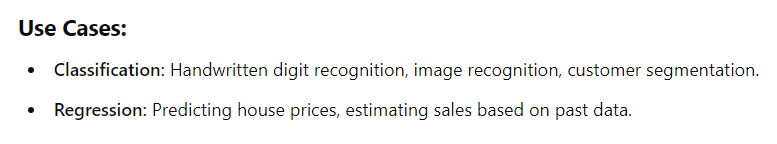 Use Cases:
• Classification: Handwritten digit recognition, image recognition, customer segmentation.
• Regression: Predicting house prices, estimating sales based on past data.